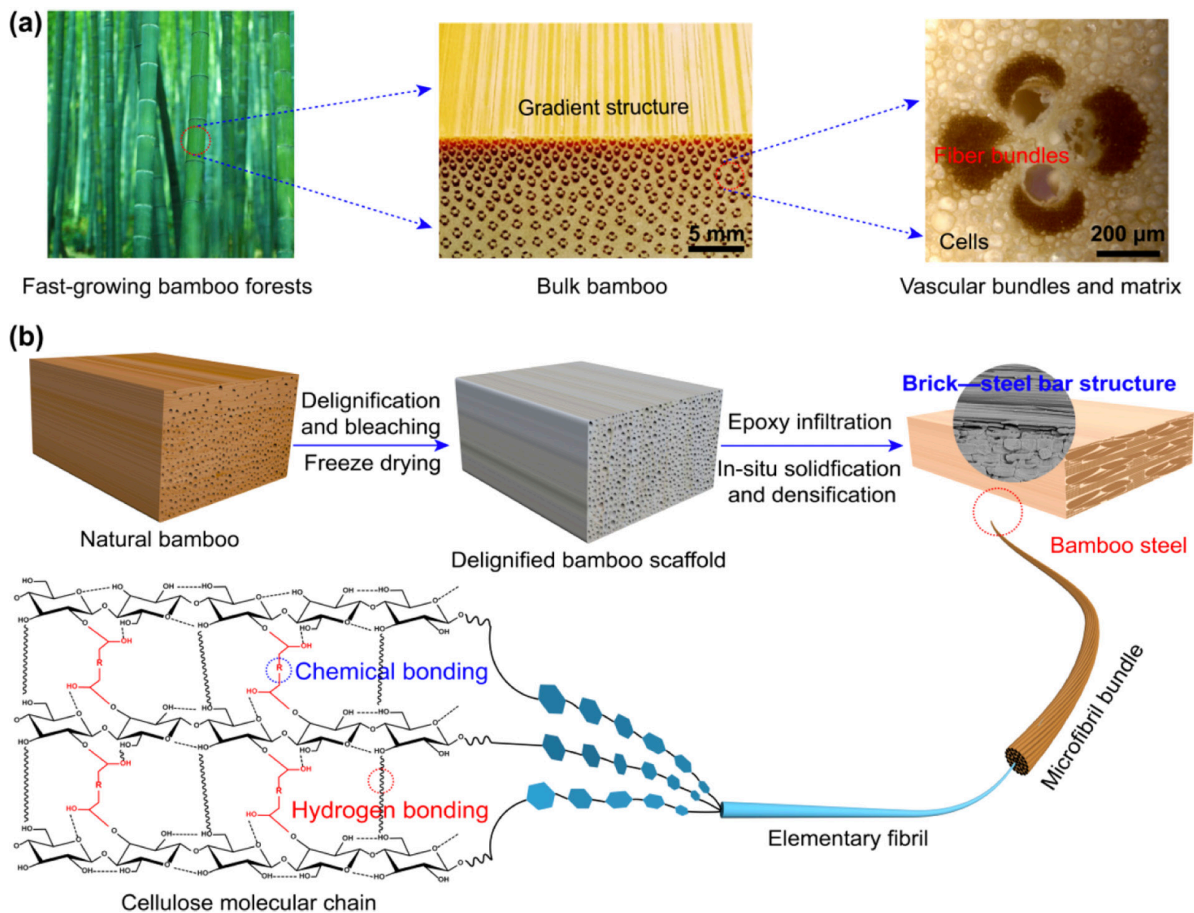 (a)
Gradient structure
5 mm
Fiber bundles
Cells
200 μm
Fast-growing bamboo forests
Bulk bamboo
Vascular bundles and matrix
(b)
Delignification
and bleaching
Freeze drying
Epoxy infiltration
In-situ solidfication
and densification
Brick—steel bar structure
Natural bamboo
Delignified bamboo scaffold
Bamboo steel
Chemical bonding
Hydrogen bonding
Microfibril bundle
Elementary fibril
Cellulose molecular chain
R
R
R
R